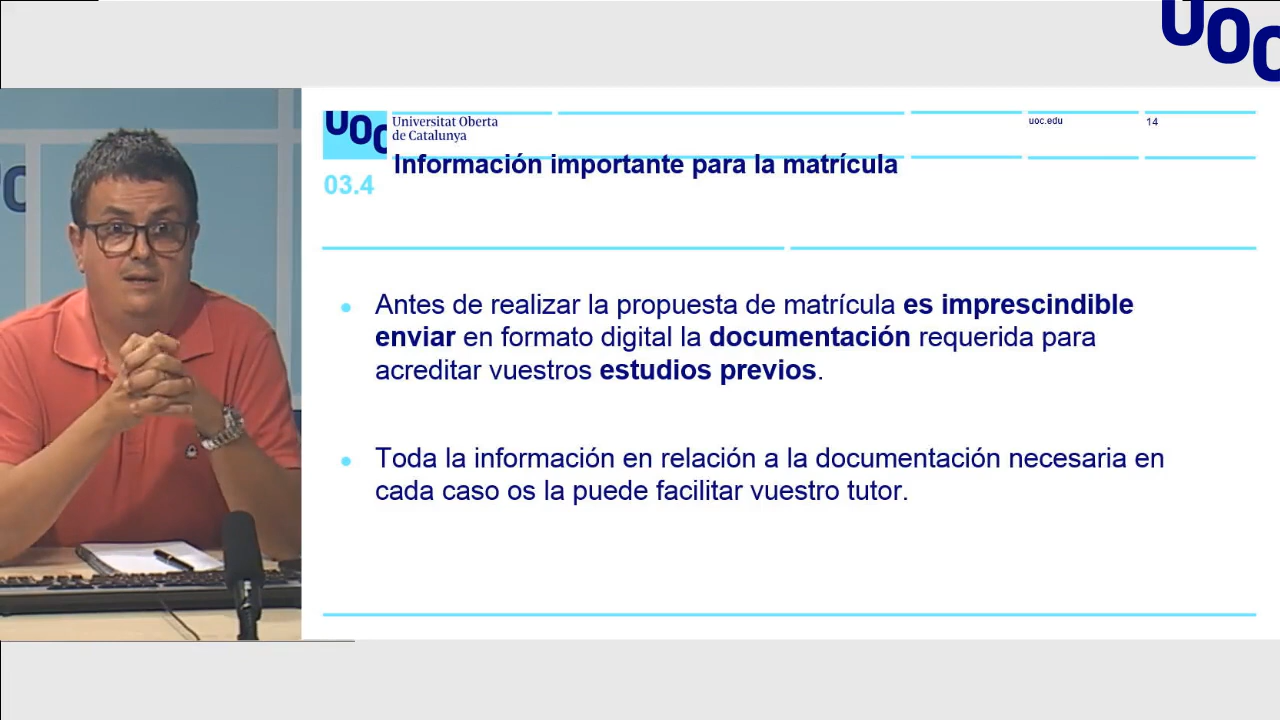 UOC
UOC
Universitat Oberta
de Catalunya
uoc.edu
14
03.4
Información importante para la matrícula
Antes de realizar la propuesta de matrícula es imprescindible
enviar en formato digital la documentación requerida para
acreditar vuestros estudios previos.
Toda la información en relación a la documentación necesaria en
cada caso os la puede facilitar vuestro tutor.